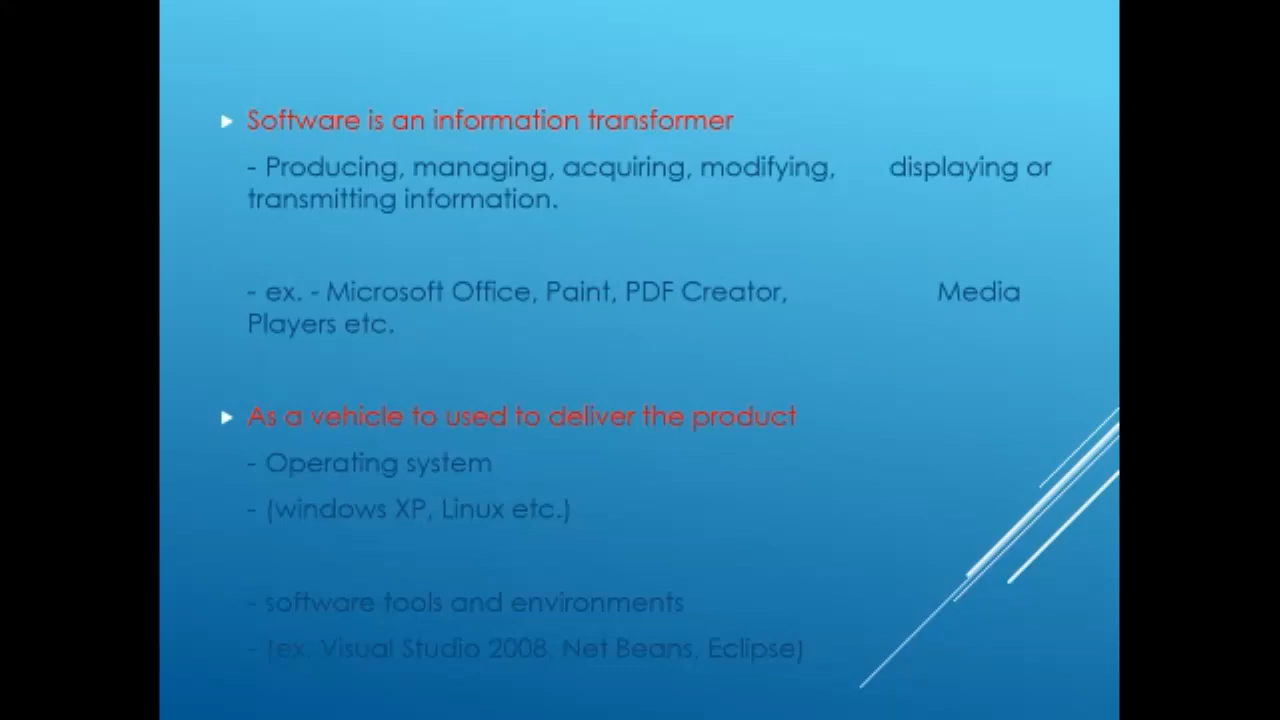 Software is an information transformer
- Producing, managing, acquiring, modifying, displaying or
transmitting information.
- ex. - Microsoft Office, Paint, PDF Creator, Media
Players etc.
As a vehicle to used to deliver the product
- Operating system
- (windows XP, Linux etc.)
- software tools and environments
- (ex. Visual Studio 2008, Net Beans, Eclipse)